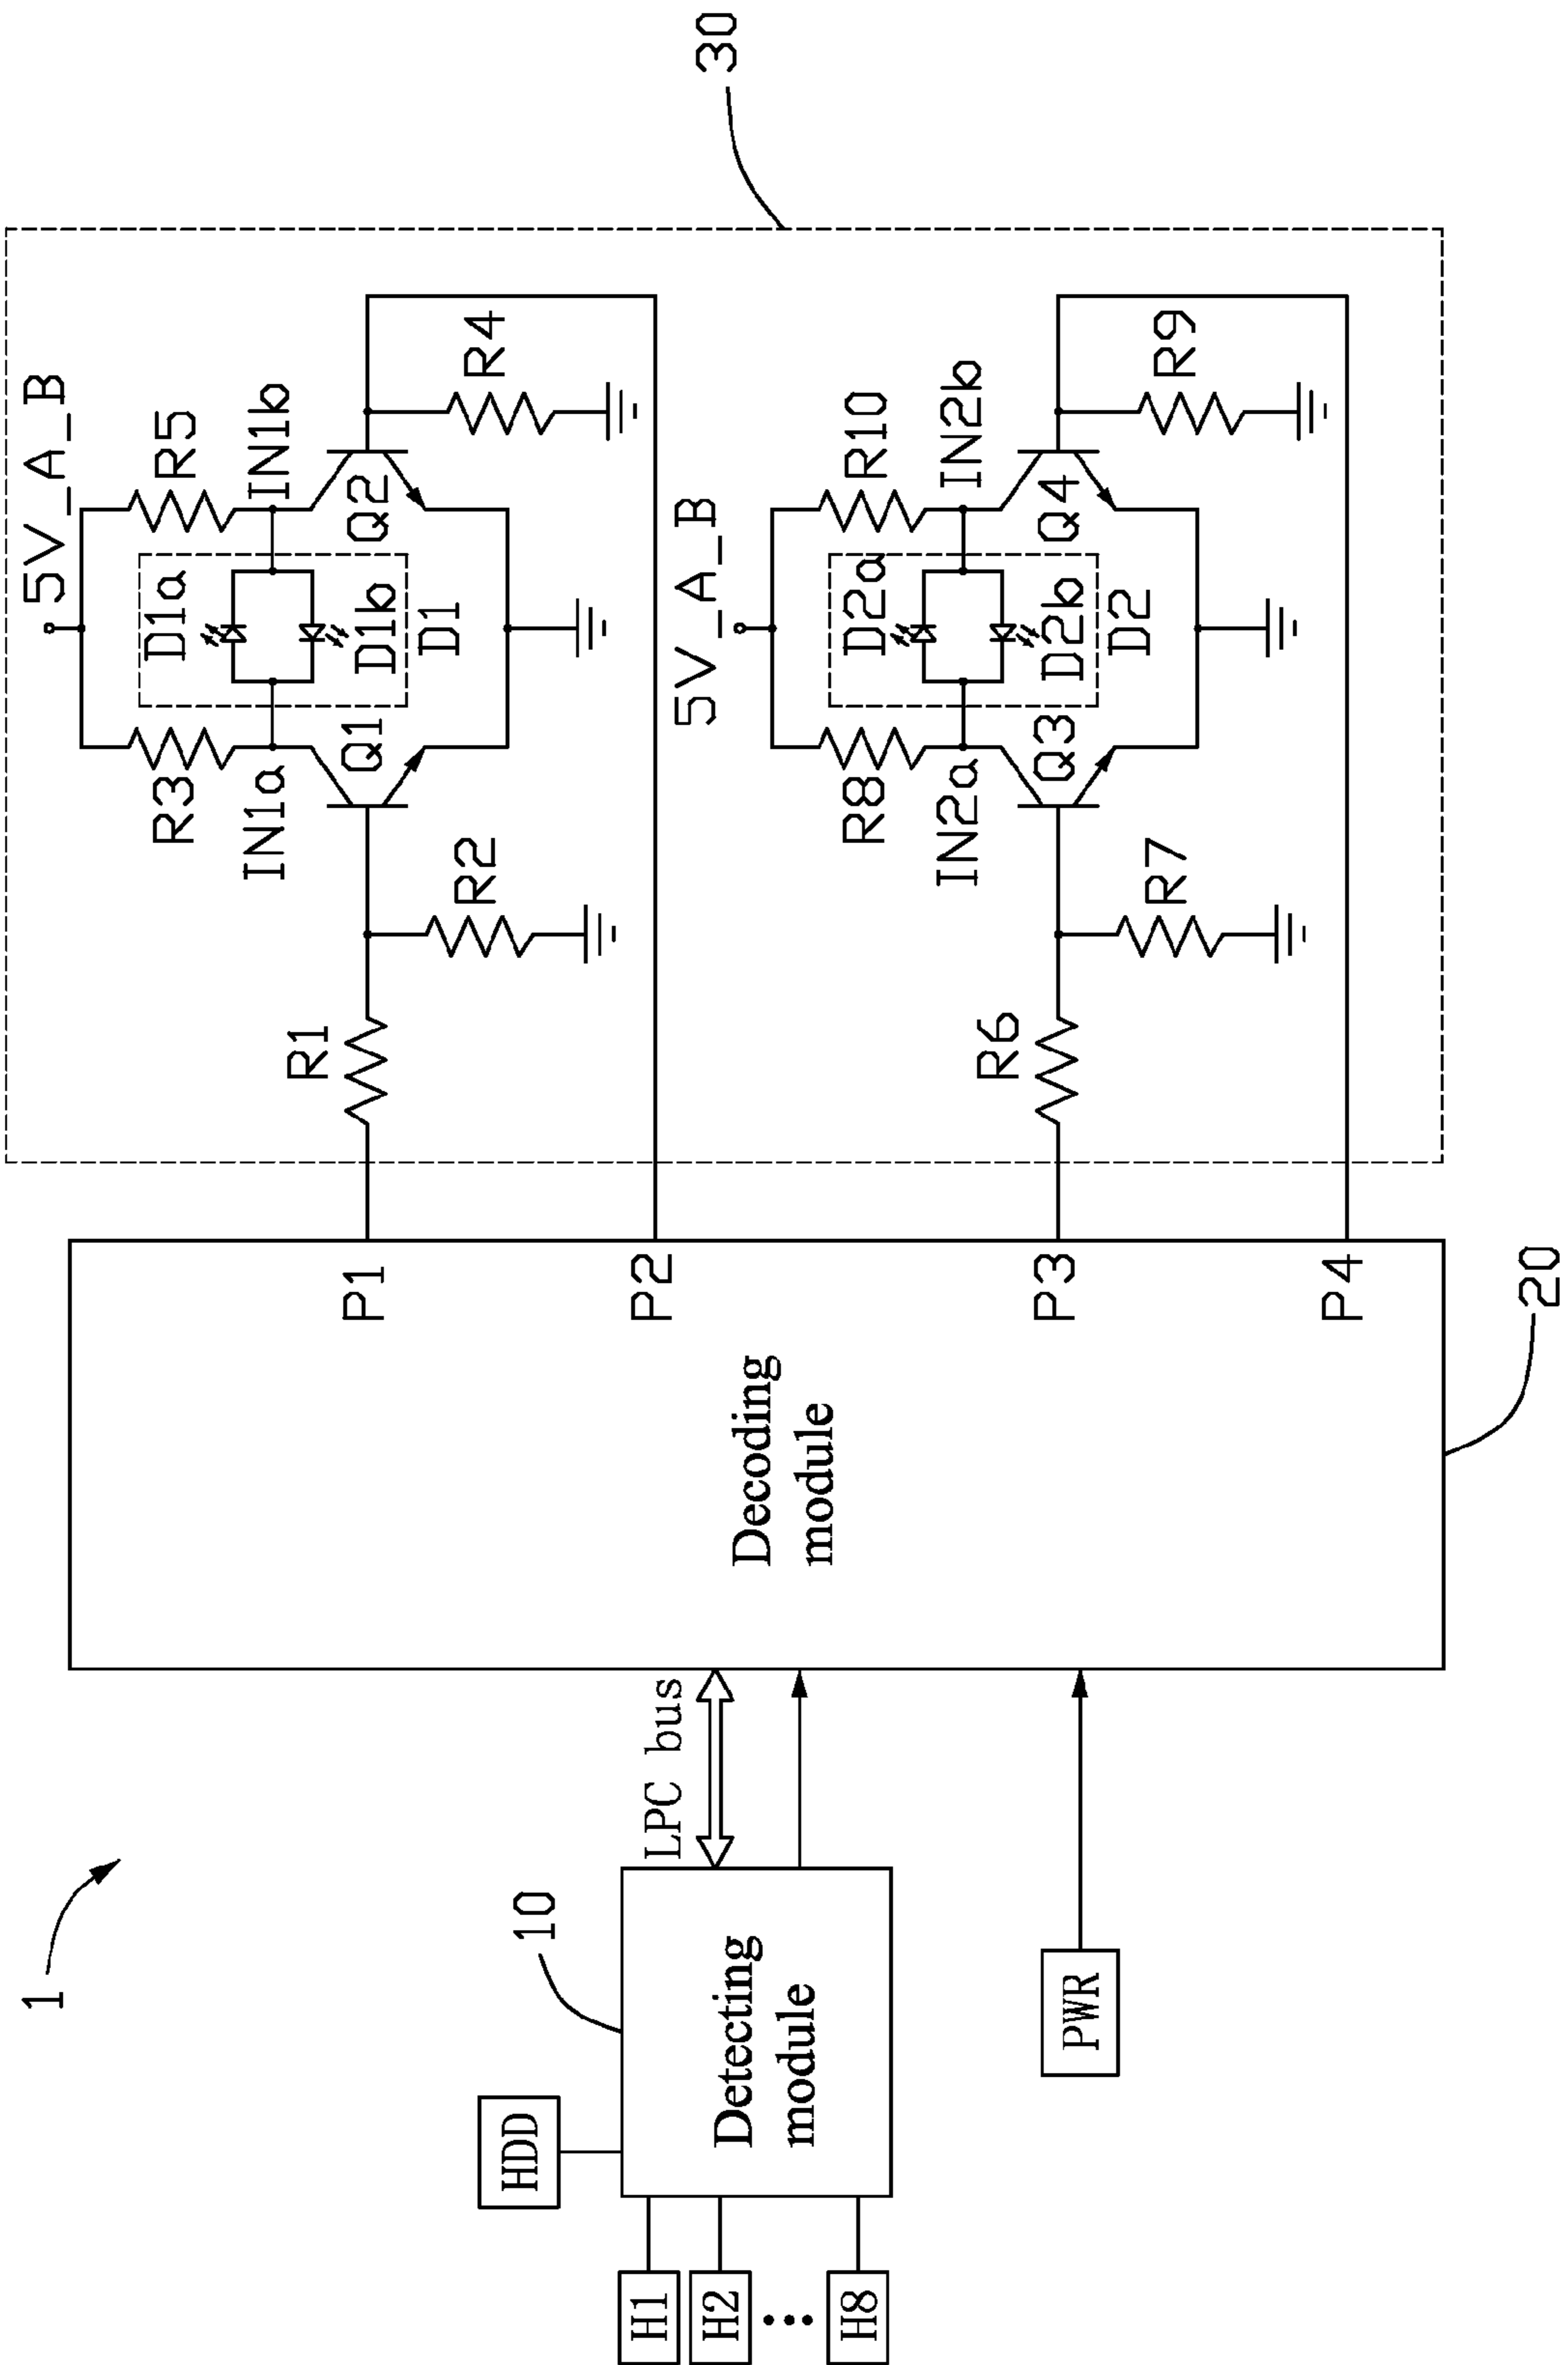 1
HDD
H1
H2
H8
10
Detecting
module
LPC bus
PWR
Decoding
module
20
P1
P2
P3
P4
30
5V_A_B
R3
R5
D1a
IN1a
IN1b
Q1
D1b
Q2
D1
R1
R2
R4
5V_A_B
R8
R10
D2a
IN2a
IN2b
Q3
D2b
Q4
D2
R6
R7
R9